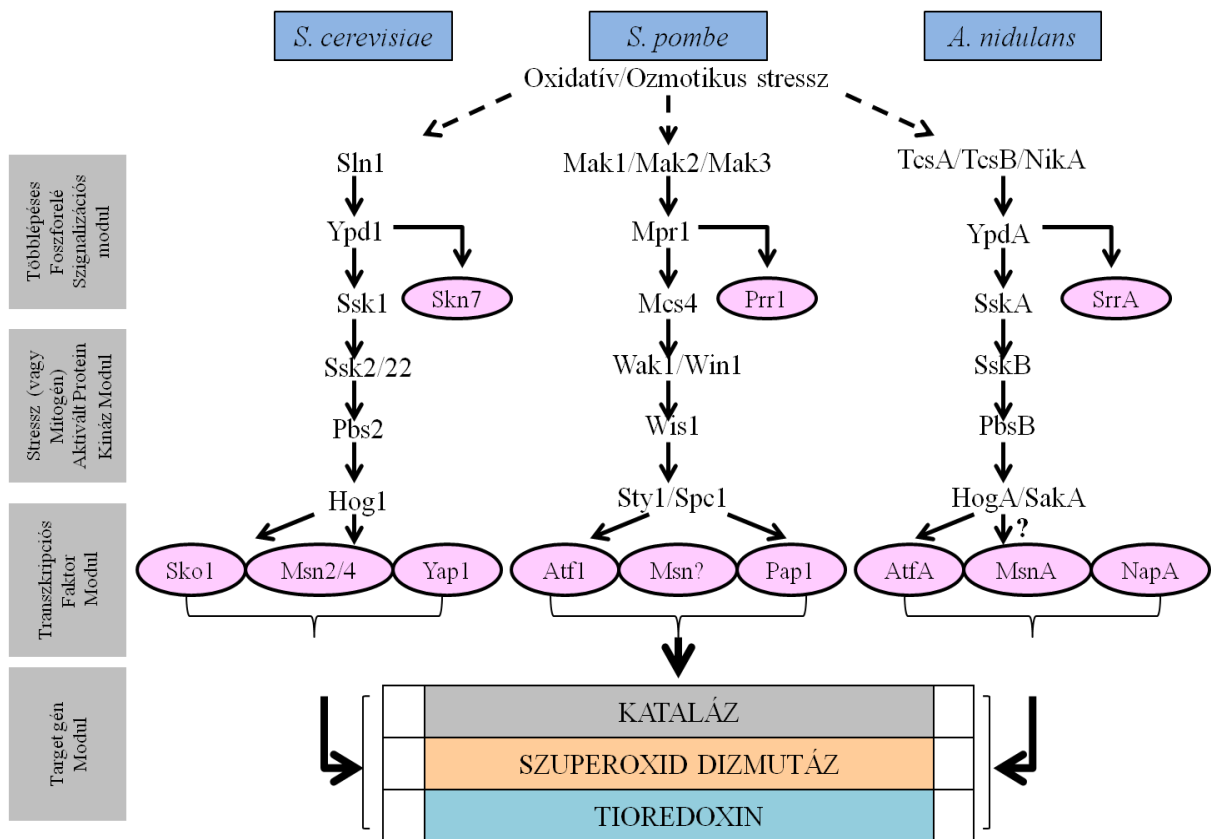 S. cerevisiae
S. pombe
A. nidulans
Oxidatív/Ozmotikus stressz
Többlépéses
Foszforelé
Szignalizációs
modul
Sln1
Mak1/Mak2/Mak3
TcsA/TcsB/NikA
Ypd1
Mpr1
YpdA
Ssk1
Skn7
Mcs4
Prr1
SskA
SrrA
Stressz (vagy
Mitogén)
Aktivált Protein
Kináz Modul
Ssk2/22
Wak1/Win1
SskB
Pbs2
Wis1
PbsB
Hog1
Sty1/Spc1
HogA/SakA
?
Transzkripciós
Faktor
Modul
Sko1
Msn2/4
Yap1
Atf1
Msn?
Pap1
AtfA
MsnA
NapA
Target gén
Modul
KATALÁZ
SZUPEROXID DIZMUTÁZ
TIOREDOXIN